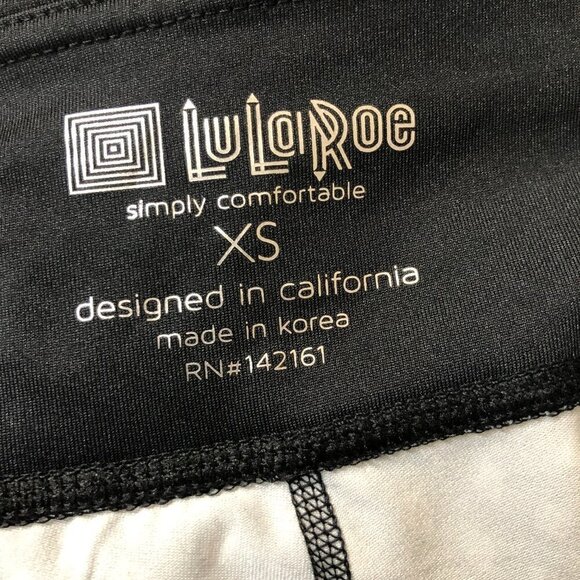 LuLaRoe
simply comfortable
XS
designed in california
made in korea
RN#142161